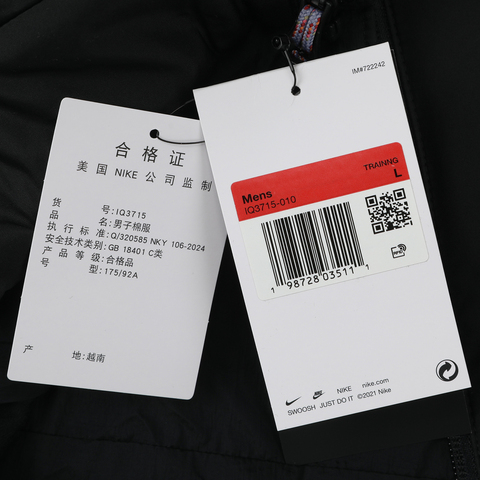 合格证
美国 NIKE 公司监制
货号:IQ3715
品名:男子棉服
执行标准:Q/320585 NKY 106-2024
安全技术类别:GB 18401 C类
产品等级:合格品
号型:175/92A
产地:越南
IM#722242
TRAINNG
Mens L
IQ3715-010
1 98728 03511 1
NIKE nike.com
SWOOSH JUST DO IT ©2021 Nike